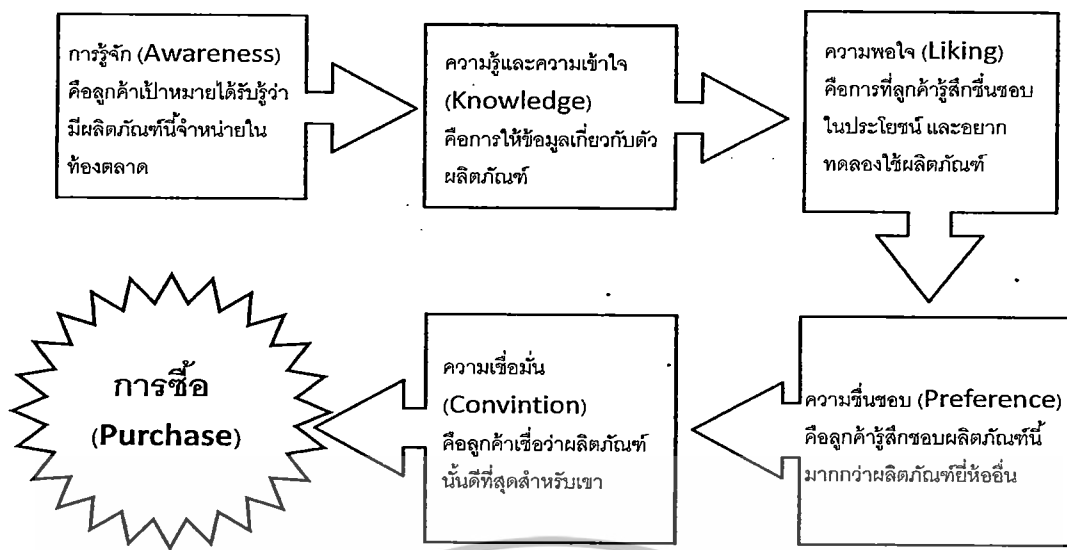 การรู้จัก (Awareness)
คือลูกค้าเป้าหมายได้รับรู้ว่า
มีผลิตภัณฑ์นี้จำหน่ายใน
ท้องตลาด
ความรู้และความเข้าใจ
(Knowledge)
คือการให้ข้อมูลเกี่ยวกับตัว
ผลิตภัณฑ์
ความพอใจ (Liking)
คือการที่ลูกค้ารู้สึกชื่นชอบ
ในประโยชน์ และอยาก
ทดลองใช้ผลิตภัณฑ์
ความชื่นชอบ (Preference)
คือลูกค้ารู้สึกชอบผลิตภัณฑ์นี้
มากกว่าผลิตภัณฑ์ยี่ห้ออื่น
ความเชื่อมั่น
(Convintion)
คือลูกค้าเชื่อว่าผลิตภัณฑ์
นั้นดีที่สุดสำหรับเขา
การซื้อ
(Purchase)